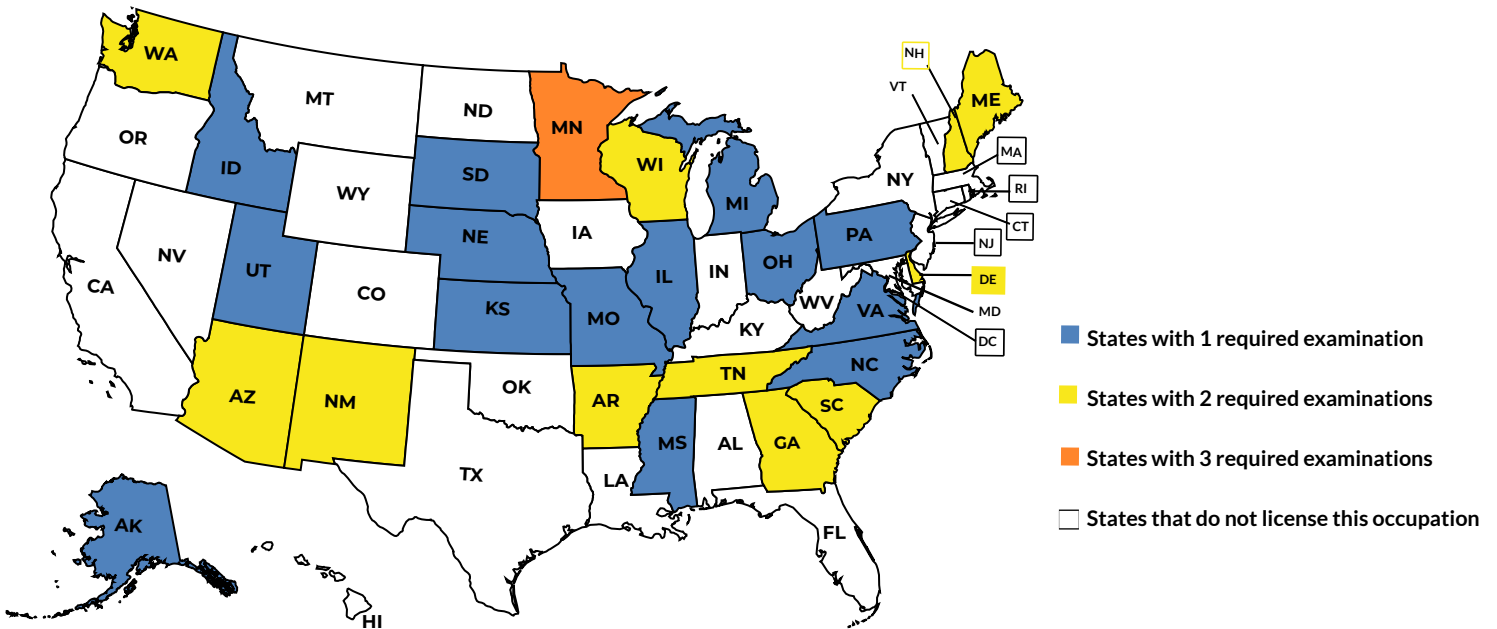 WA
MT
ND
MN
OR
ID
SD
WI
WY
NE
IA
MI
NY
NH
VT
ME
MA
RI
CT
NJ
PA
DE
MD
DC
NV
UT
CA
CO
KS
MO
IL
IN
OH
WV
VA
KY
NC
AZ
NM
OK
AR
TN
SC
MS
AL
GA
TX
LA
FL
AK
HI
States with 1 required examination
States with 2 required examinations
States with 3 required examinations
States that do not license this occupation